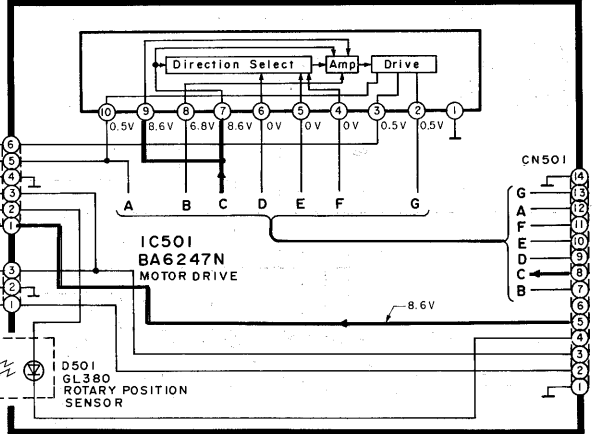 Direction Select Amp Drive
10 9 8 7 6 5 4 3 2 1
0.5V 8.6V 6.8V 8.6V 0V 0V 0V 0.5V 0.5V
6
5
4
3
2
1
A B C D E F G
IC501
BA6247N
MOTOR DRIVE
CN501
14
G 13
A 12
F 11
E 10
D 9
C 8
B 7
6
8.6V
5
4
3
2
1
3
2
1
D501
GL380
ROTARY POSITION
SENSOR